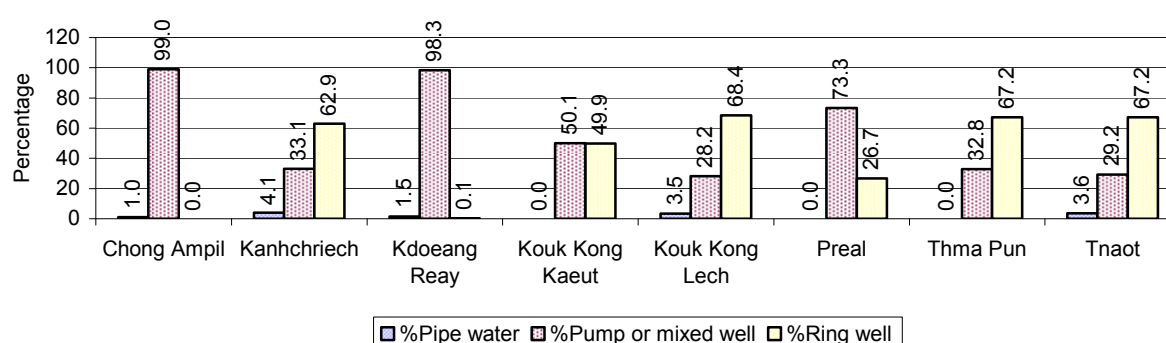 Percentage
120
100
80
60
40
20
0
1.0 99.0 0.0
4.1 33.1 62.9
1.5 98.3 0.1
0.0 50.1 49.9
3.5 28.2 68.4
0.0 73.3 26.7
0.0 32.8 67.2
3.6 29.2 67.2
Chong Ampil Kanhchriech Kdoeang Kouk Kong Kouk Kong Preal Thma Pun Tnaot
Reay Kaeut Lech
%Pipe water %Pump or mixed well %Ring well